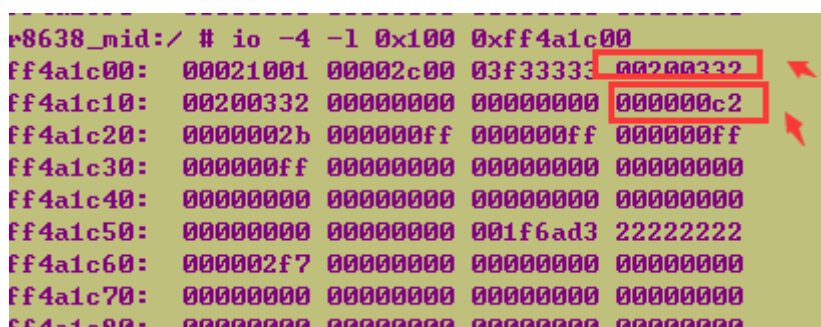 r8638_mid:/ # io -4 -l 0x100 0xff4a1c00
ff4a1c00: 00021001 00002c00 03f33333 00200332
ff4a1c10: 00200332 00000000 00000000 000000c2
ff4a1c20: 0000002b 000000ff 000000ff 000000ff
ff4a1c30: 000000ff 00000000 00000000 00000000
ff4a1c40: 00000000 00000000 00000000 00000000
ff4a1c50: 00000000 00000000 001f6ad3 22222222
ff4a1c60: 000002f7 00000000 00000000 00000000
ff4a1c70: 00000000 00000000 00000000 00000000